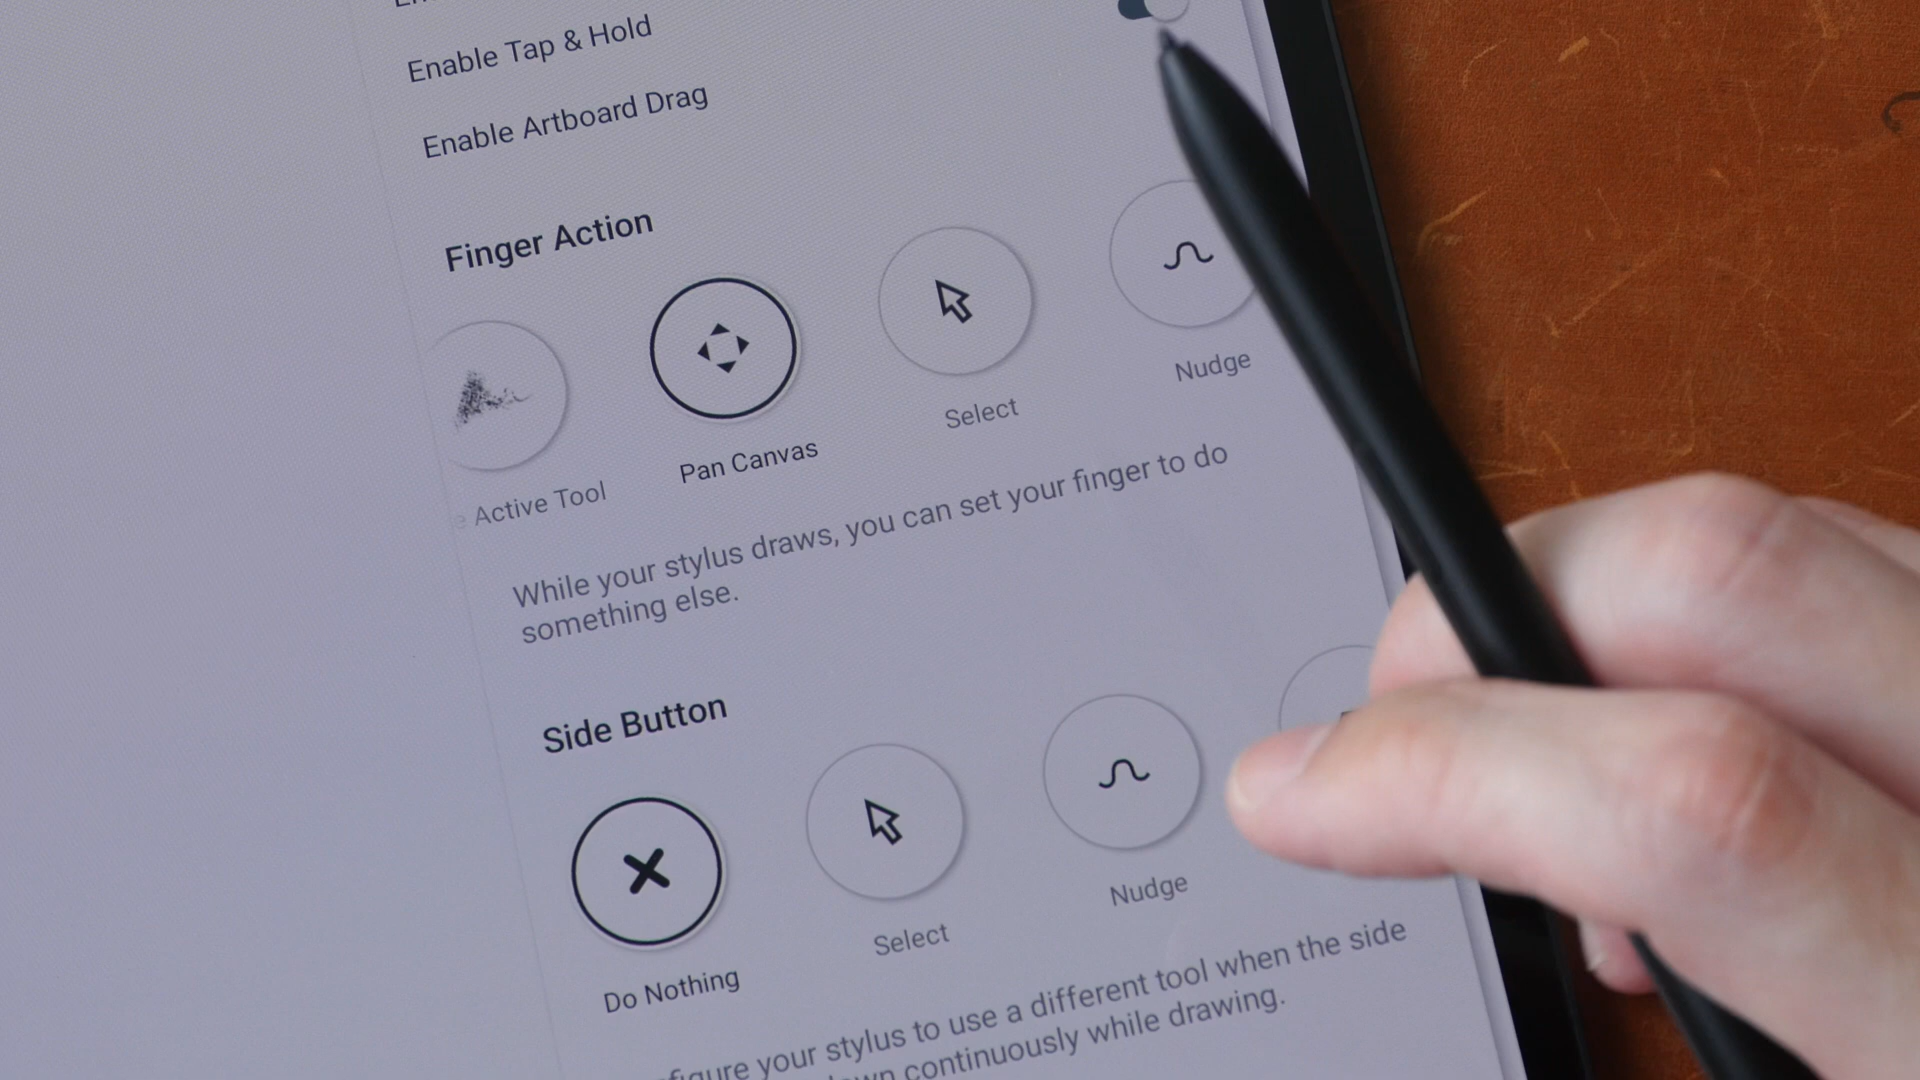 Enable Tap & Hold
Enable Artboard Drag
Finger Action
Active Tool
Pan Canvas
Select
Nudge
While your stylus draws, you can set your finger to do
something else.
Side Button
Do Nothing
Select
Nudge
your stylus to use a different tool when the side
continuously while drawing.